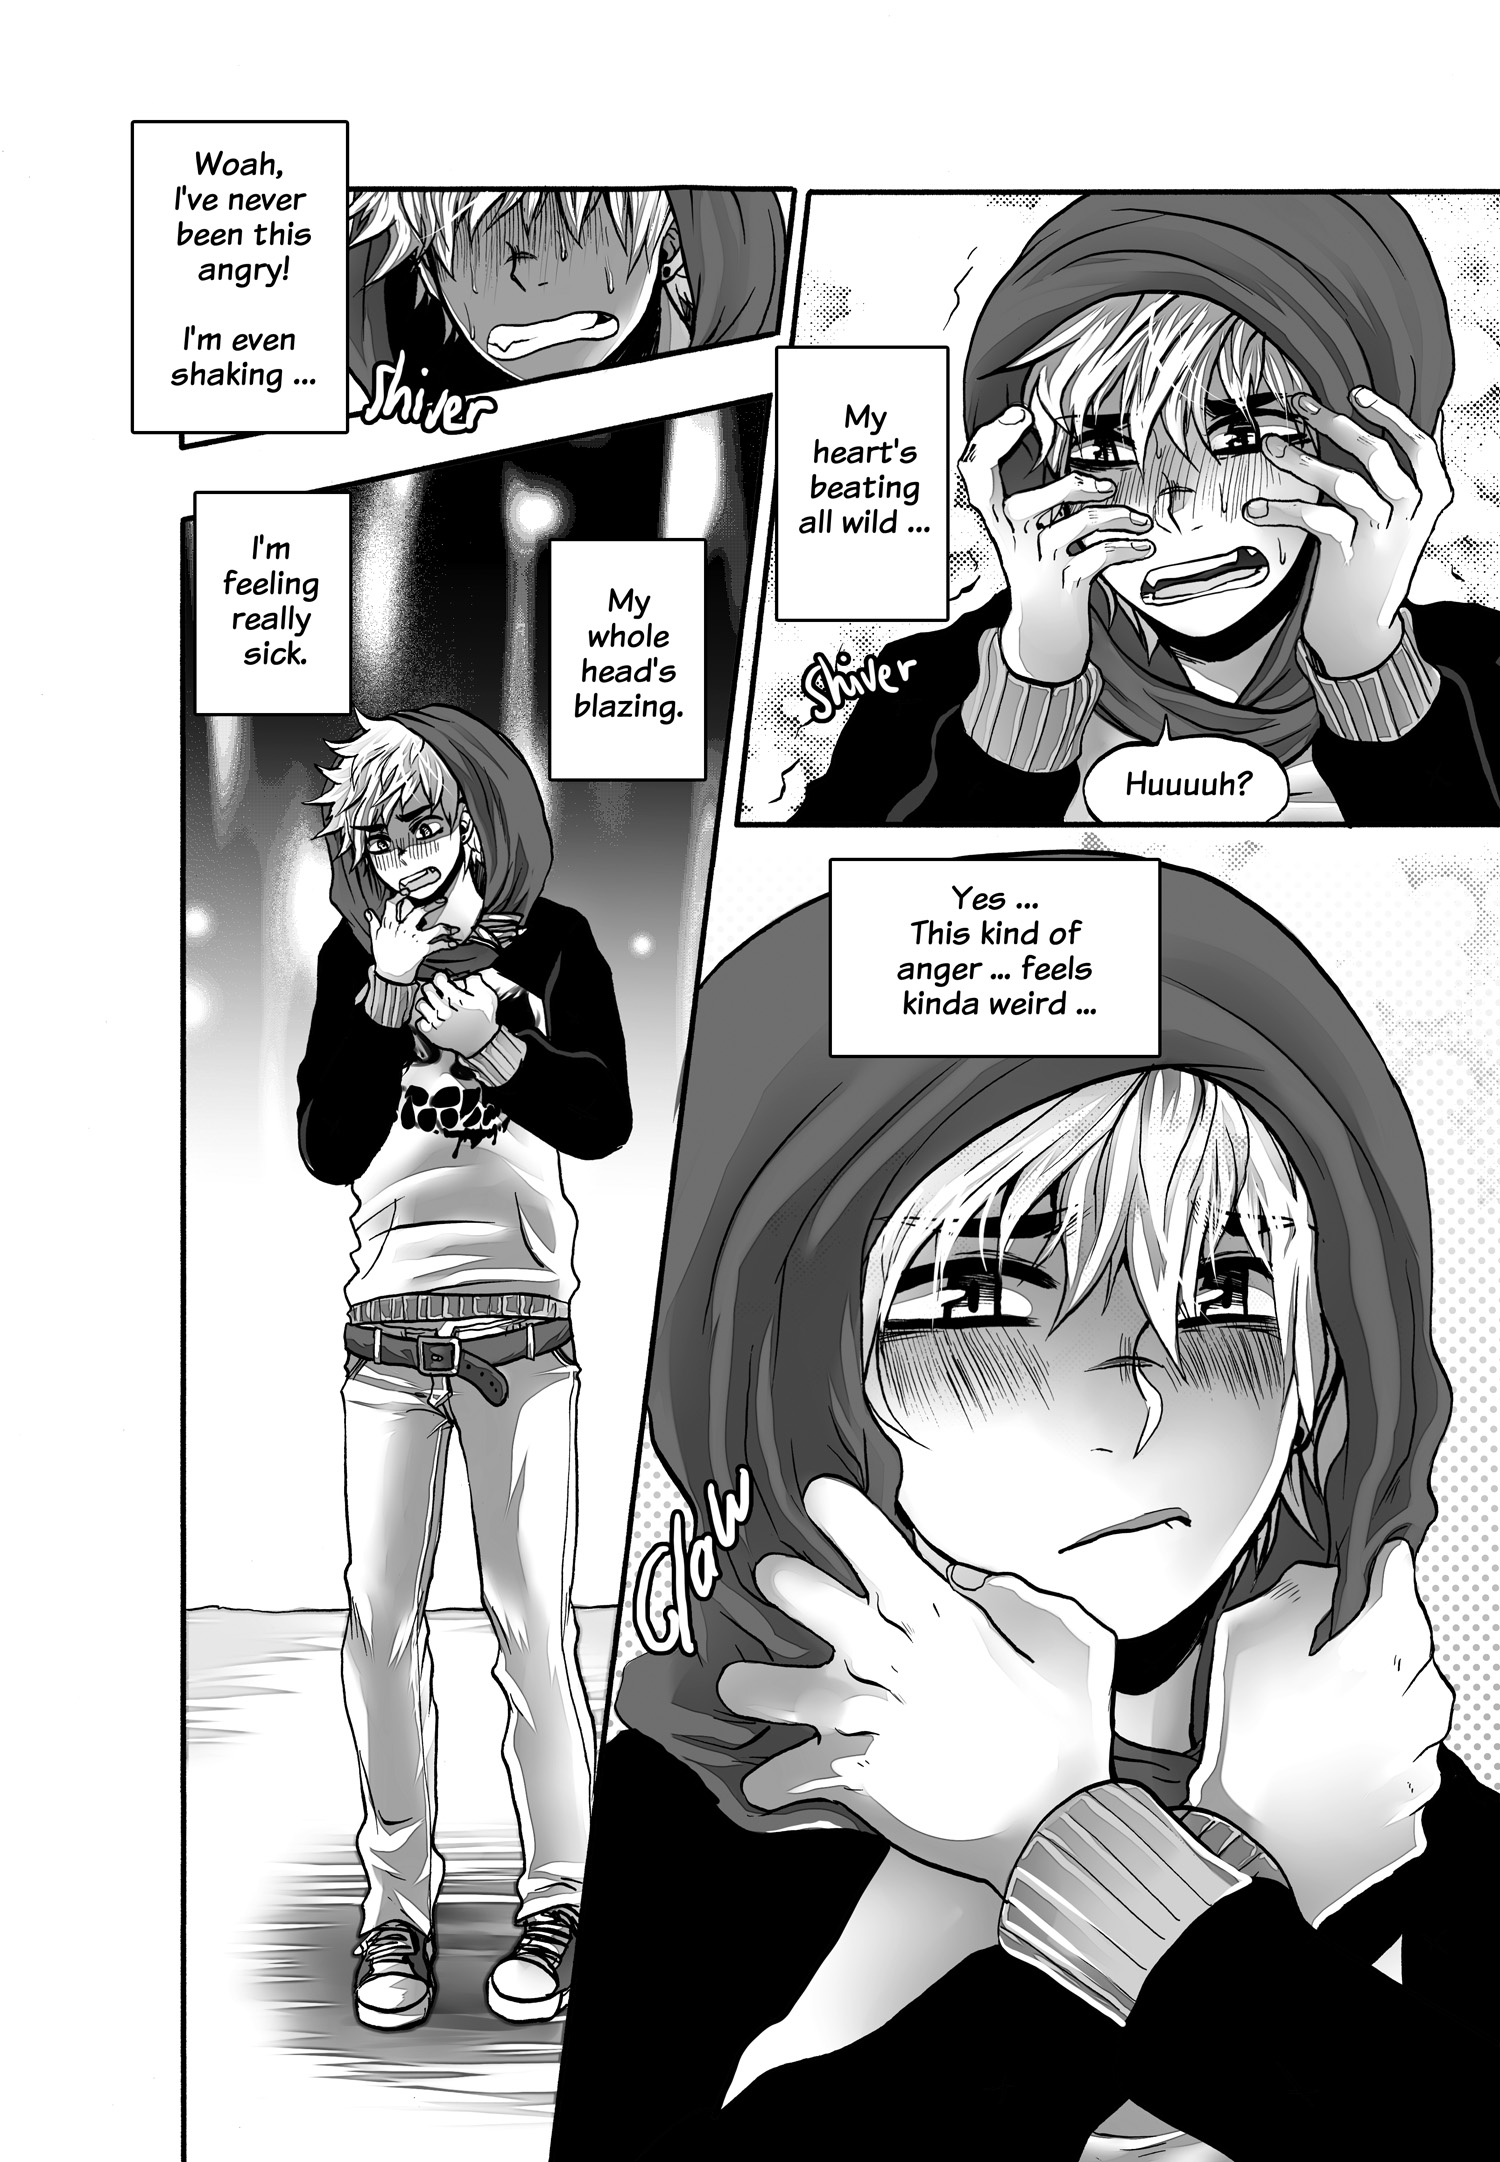 Woah,
I've never
been this
angry!
I'm even
shaking ...
Shiver
My
heart's
beating
all wild ...
Shiver
Huuuuh?
I'm
feeling
really
sick.
My
whole
head's
blazing.
Yes ...
This kind of
anger ... feels
kinda weird ...
Claw